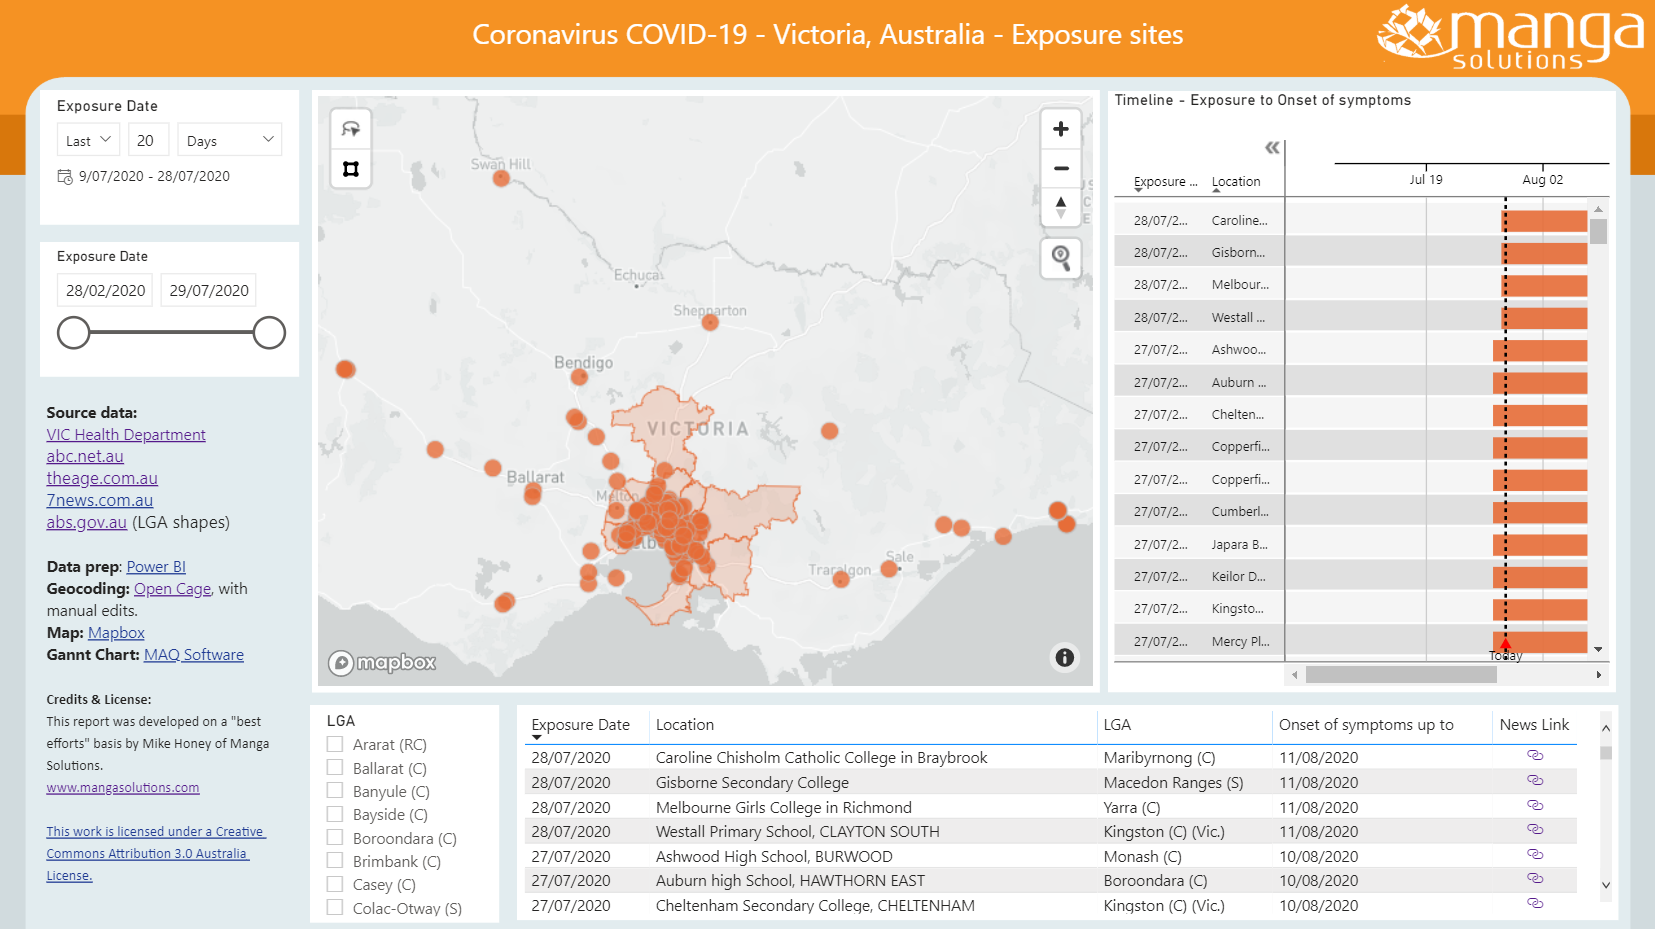 Coronavirus COVID-19 - Victoria, Australia - Exposure sites
manga
solutions
Exposure Date
Last
20
Days
9/07/2020 - 28/07/2020
Exposure Date
28/02/2020
29/07/2020
Source data:
VIC Health Department
abc.net.au
theage.com.au
7news.com.au
abs.gov.au (LGA shapes)
Data prep: Power BI
Geocoding: Open Cage, with
manual edits.
Map: Mapbox
Gannt Chart: MAQ Software
Credits & License:
This report was developed on a "best
efforts" basis by Mike Honey of Manga
Solutions.
www.mangasolutions.com
This work is licensed under a Creative
Commons Attribution 3.0 Australia
License.
Swan Hill
Echuca
Shepparton
Bendigo
VICTORIA
Ballarat
Melton
Traralgon
Sale
mapbox
Timeline - Exposure to Onset of symptoms
Jul 19
Aug 02
Exposure ...
Location
28/07/2... Caroline...
28/07/2... Gisborn...
28/07/2... Melbour...
28/07/2... Westall ...
27/07/2... Ashwoo...
27/07/2... Auburn ...
27/07/2... Chelten...
27/07/2... Copperfi...
27/07/2... Copperfi...
27/07/2... Cumberl...
27/07/2... Japara B...
27/07/2... Keilor D...
27/07/2... Kingsto...
27/07/2... Mercy Pl...
Today
LGA
Ararat (RC)
Ballarat (C)
Banyule (C)
Bayside (C)
Boroondara (C)
Brimbank (C)
Casey (C)
Colac-Otway (S)
Exposure Date Location LGA Onset of symptoms up to News Link
28/07/2020 Caroline Chisholm Catholic College in Braybrook Maribyrnong (C) 11/08/2020
28/07/2020 Gisborne Secondary College Macedon Ranges (S) 11/08/2020
28/07/2020 Melbourne Girls College in Richmond Yarra (C) 11/08/2020
28/07/2020 Westall Primary School, CLAYTON SOUTH Kingston (C) (Vic.) 11/08/2020
27/07/2020 Ashwood High School, BURWOOD Monash (C) 10/08/2020
27/07/2020 Auburn high School, HAWTHORN EAST Boroondara (C) 10/08/2020
27/07/2020 Cheltenham Secondary College, CHELTENHAM Kingston (C) (Vic.) 10/08/2020